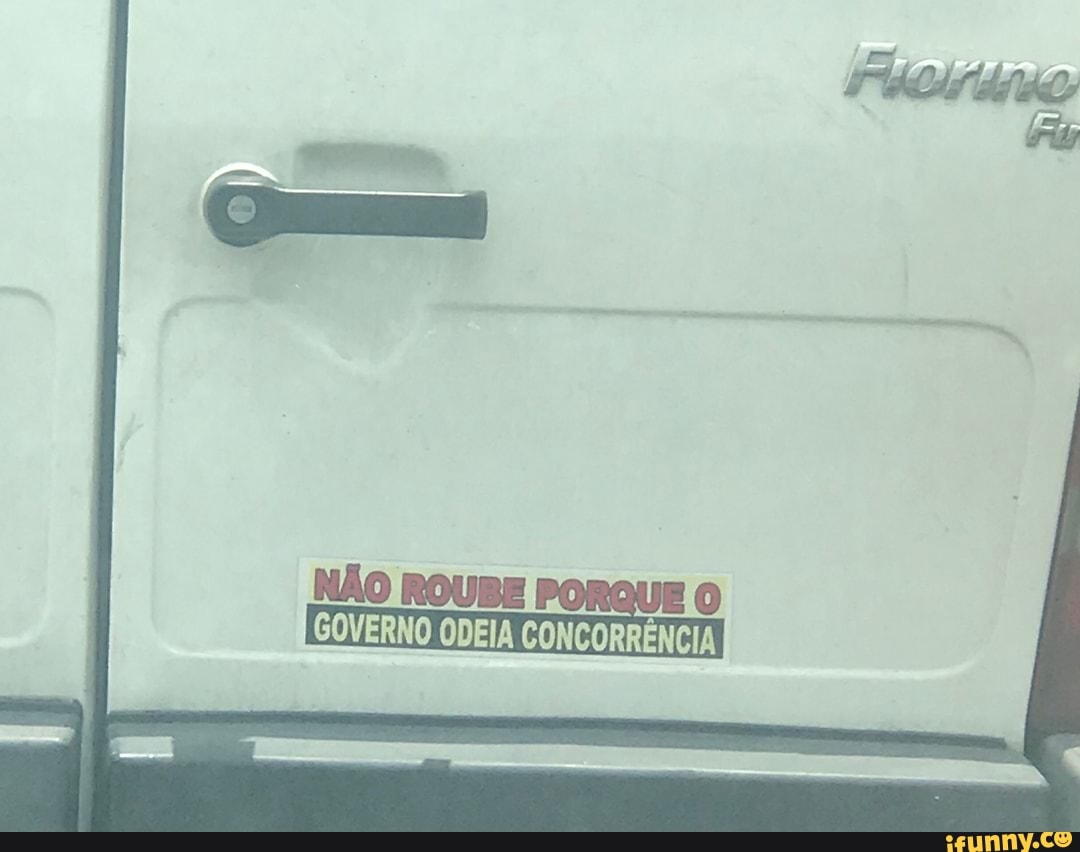 Fiorino
NÃO ROUBE PORQUE O
GOVERNO ODEIA CONCORRÊNCIA
ifunny.co